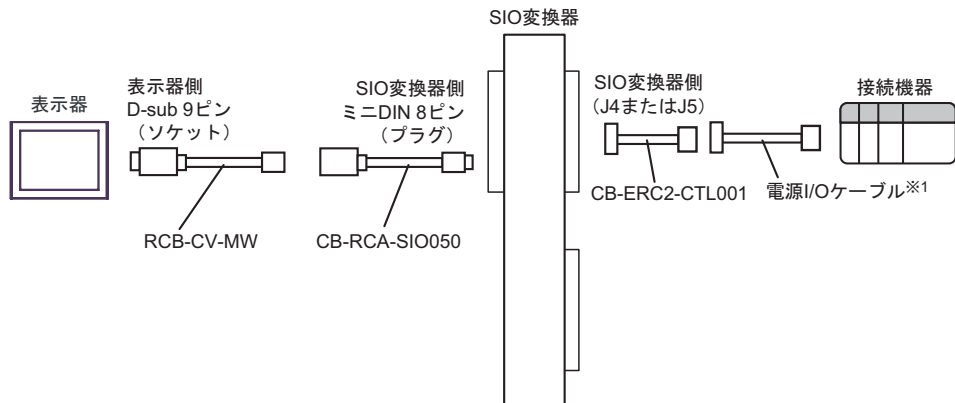 SIO変換器
表示器
表示器側
D-sub 9ピン
（ソケット）
SIO変換器側
ミニDIN 8ピン
（プラグ）
SIO変換器側
（J4またはJ5）
接続機器
RCB-CV-MW
CB-RCA-SIO050
CB-ERC2-CTL001
電源I/Oケーブル※1